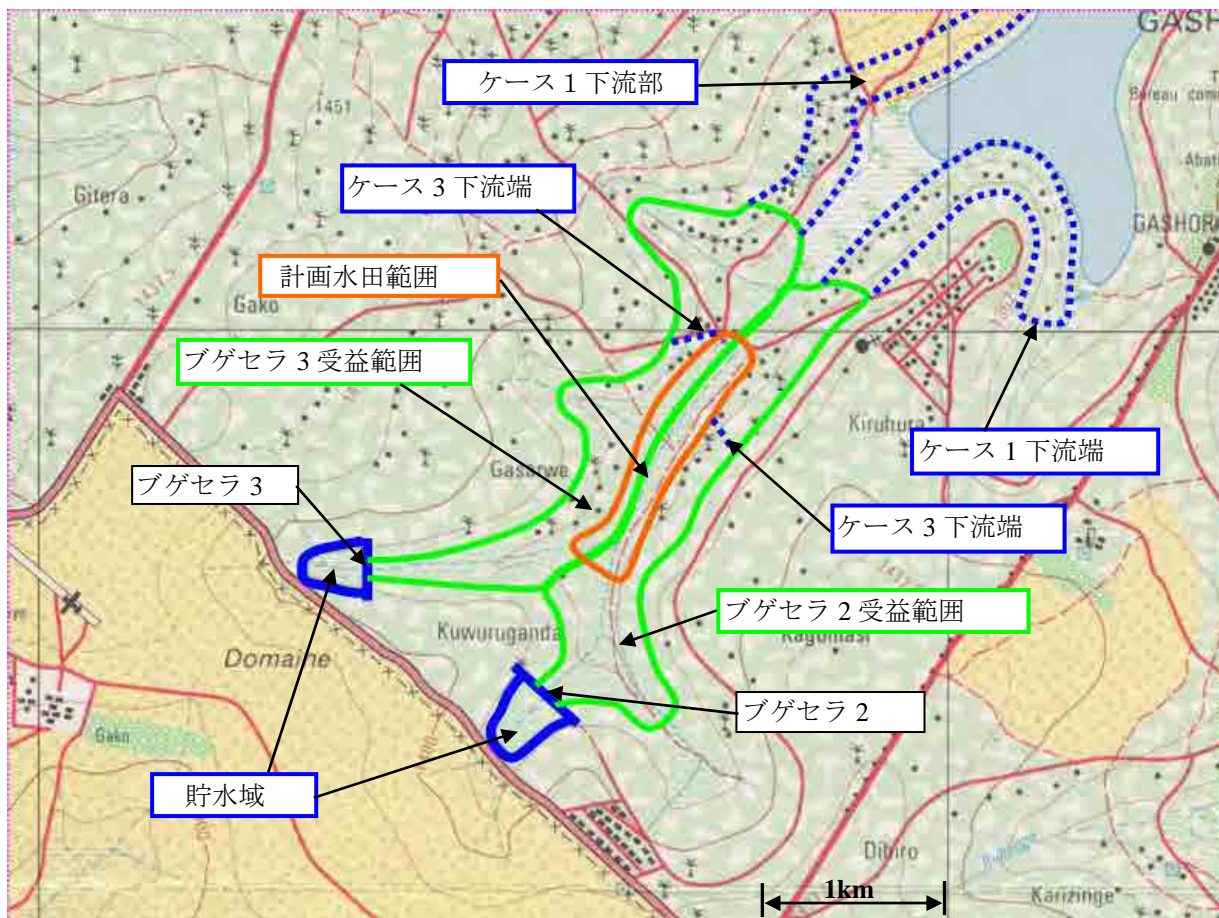 GASH
ケース 1 下流部
1451
Bureau com
ケース 3 下流端
Gitera
Abat
GASHORA
計画水田範囲
Gako
ブゲセラ 3 受益範囲
Kiruhura
ケース 1 下流端
Gasarwe
ブゲセラ 3
ケース 3 下流端
ブゲセラ 2 受益範囲
Kuwuruganda
Kagomasi
Domaine
ブゲセラ 2
Gako
貯水域
Dibiro
1km
Karizinge